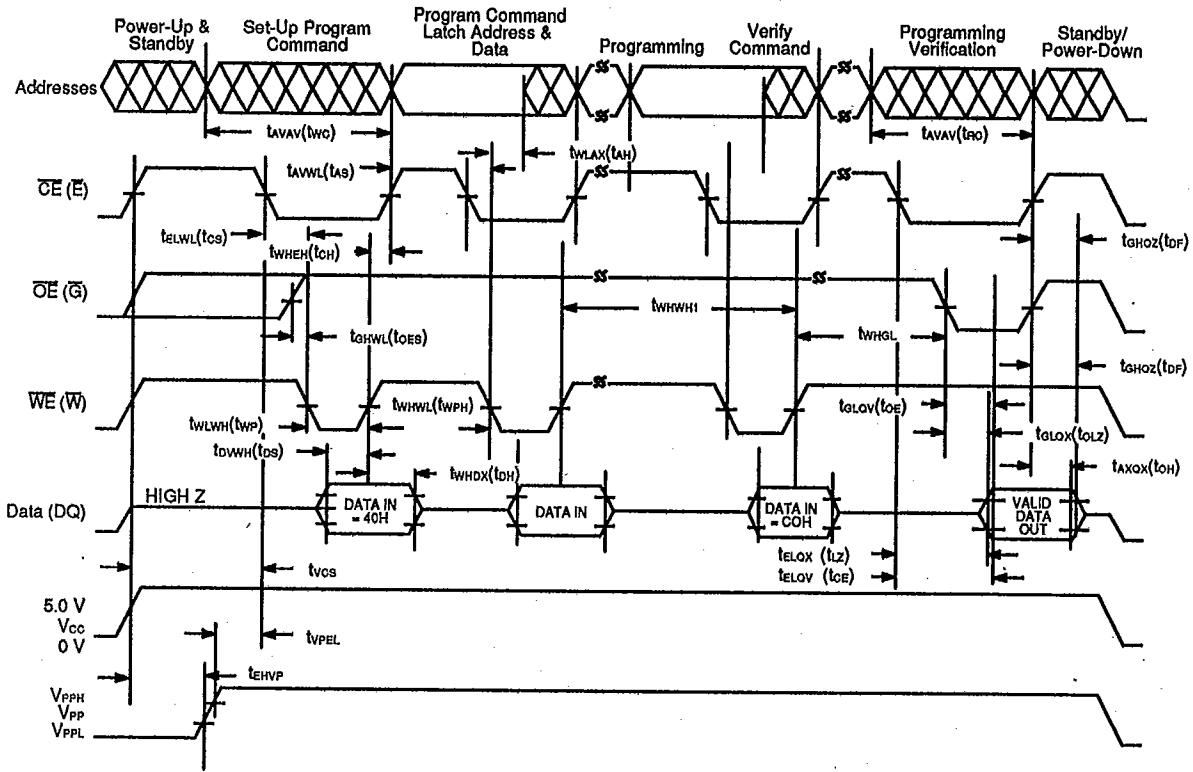 Power-Up &
Standby
Set-Up Program
Command
Program Command
Latch Address &
Data
Programming
Verify
Command
Programming
Verification
Standby/
Power-Down
Addresses
tAVAV(tWC)
tAVAV(tRC)
tWLAX(tAH)
tAVWL(tAS)
CE (E)
tELWL(tCS)
tWHEH(tCH)
tGHQZ(tDF)
OE (G)
tWHWH1
tGHWL(tOES)
tWHGL
tGHQZ(tDF)
WE (W)
tWHWL(tWPH)
tGLQV(tOE)
tWLWH(tWP)
tGLQX(tOLZ)
tDVWH(tDS)
tWHDX(tDH)
tAXQX(tOH)
Data (DQ)
HIGH Z
DATA IN
= 40H
DATA IN
DATA IN
= C0H
VALID
DATA
OUT
tELQX (tLZ)
tVCS
tELQV (tCE)
5.0 V
VCC
0 V
tVPEL
tEHVP
VPPH
VPP
VPPL